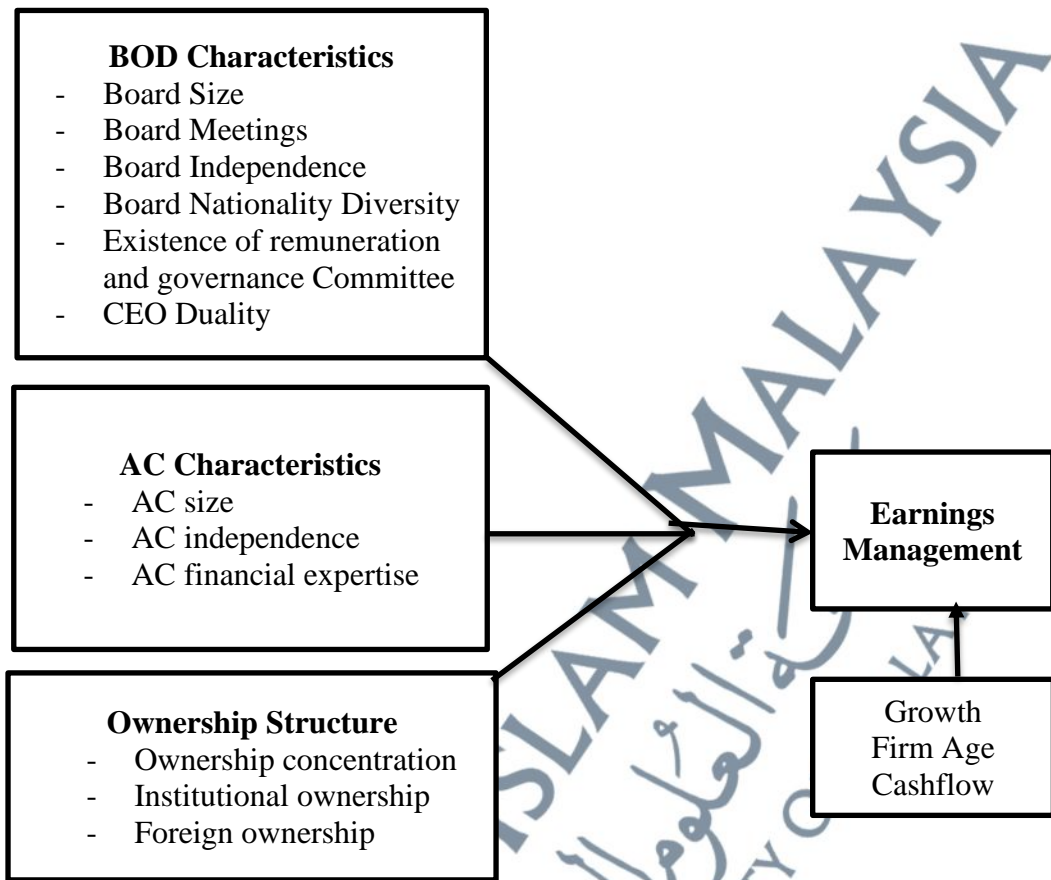 BOD Characteristics
- Board Size
- Board Meetings
- Board Independence
- Board Nationality Diversity
- Existence of remuneration
and governance Committee
- CEO Duality
AC Characteristics
- AC size
- AC independence
- AC financial expertise
Ownership Structure
- Ownership concentration
- Institutional ownership
- Foreign ownership
Earnings
Management
Growth
Firm Age
Cashflow
ISLAM MALAYSIA